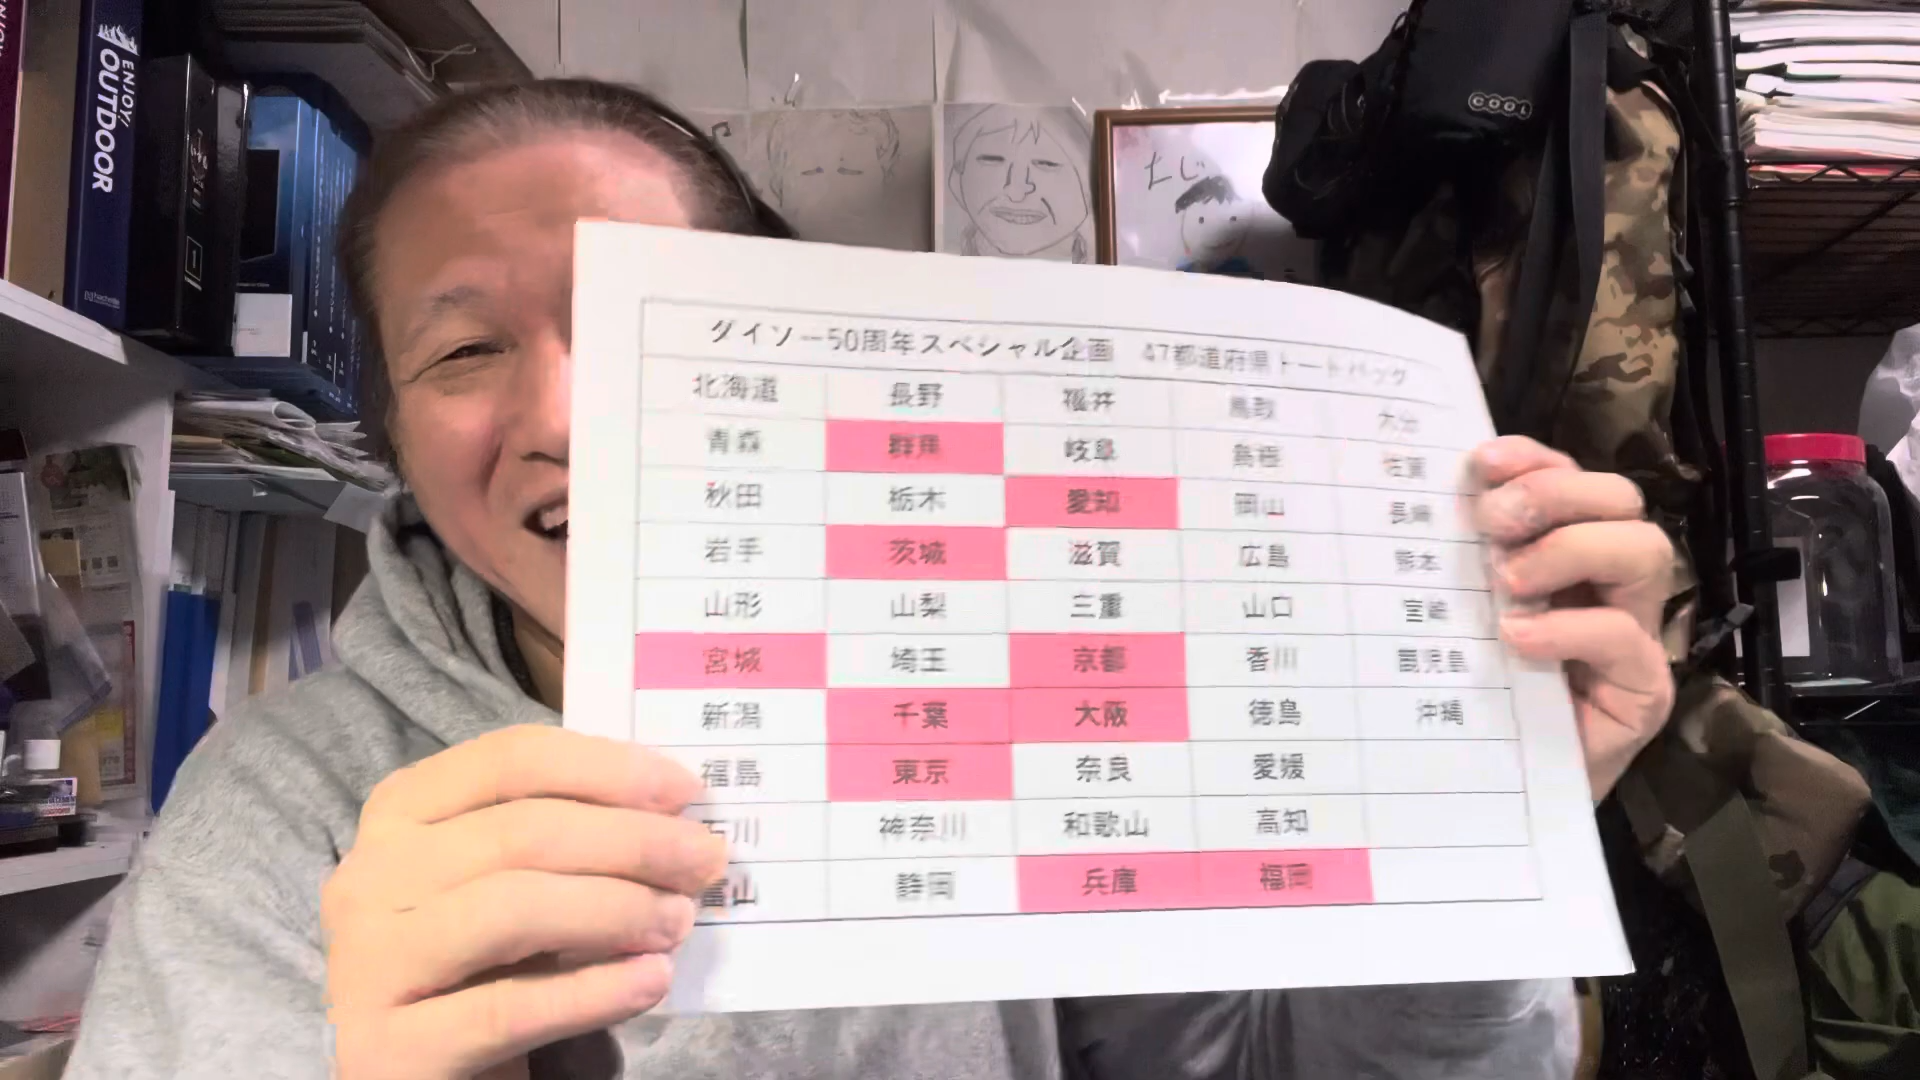 ENJOY!
OUTDOOR
hachette
1
COOL
ダイソー50周年スペシャル企画 47都道府県トートバッグ
北海道 長野 福井 鳥取 大分
青森 群馬 岐阜 島根 佐賀
秋田 栃木 愛知 岡山 長崎
岩手 茨城 滋賀 広島 熊本
山形 山梨 三重 山口 宮崎
宮城 埼玉 京都 香川 鹿児島
新潟 千葉 大阪 徳島 沖縄
福島 東京 奈良 愛媛
石川 神奈川 和歌山 高知
富山 静岡 兵庫 福岡